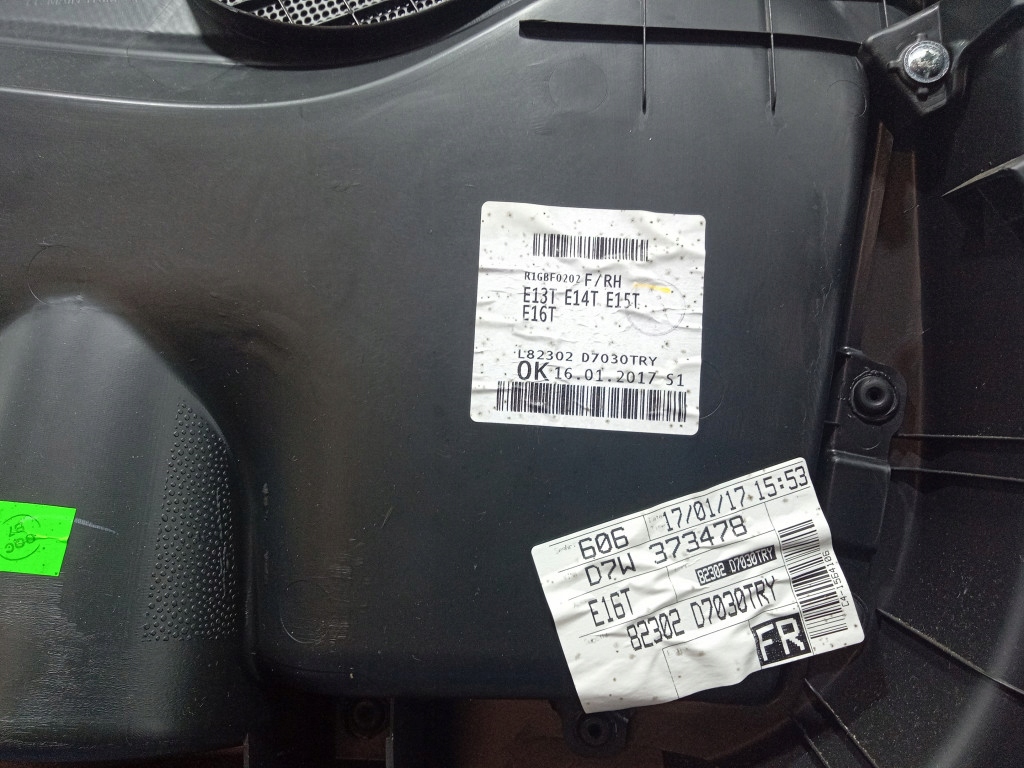 R1GBF0202 F/RH
E13T E14T E15T
E16T
L82302 D7030TRY
OK 16.01.2017 S1
606 17/01/17 15:53
D7W 373478
82302 D7030TRY
E16T
82302 D7030TRY
FR